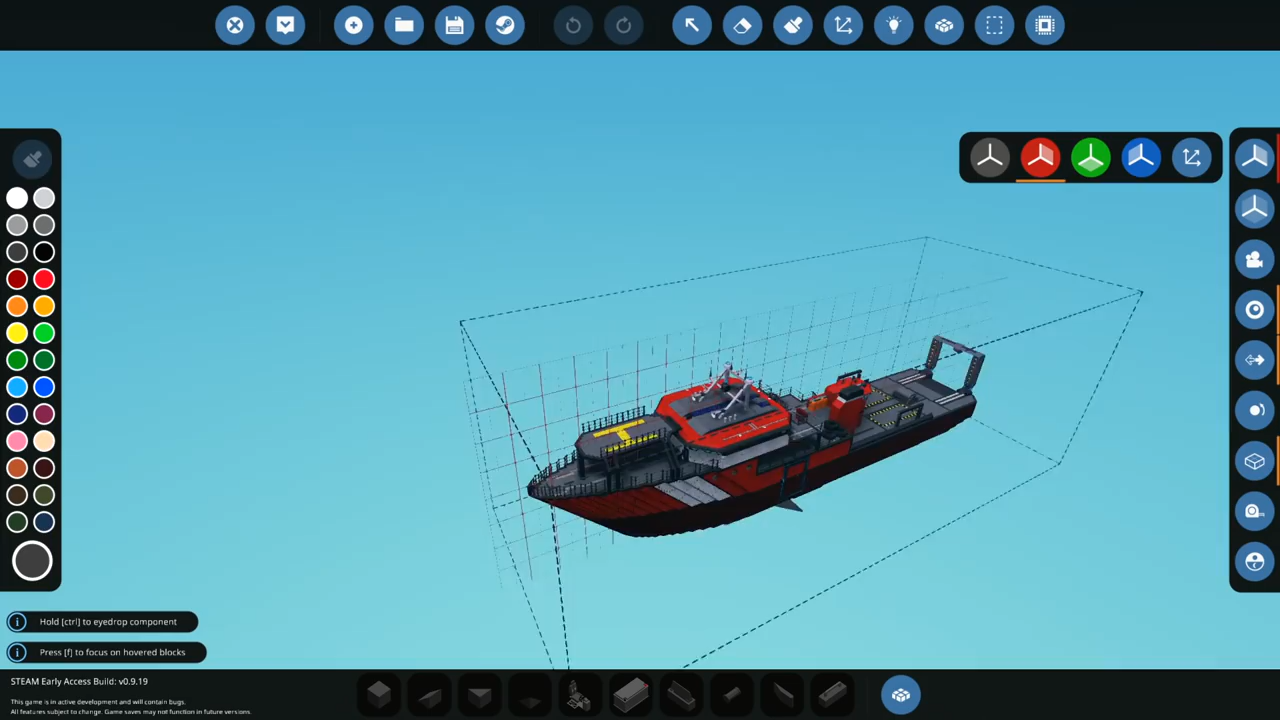 Hold [ctrl] to eyedrop component
Press [f] to focus on hovered blocks
STEAM Early Access Build: v0.9.19
This game is in active development and will contain bugs.
All features subject to change. Game saves may not function in future versions.